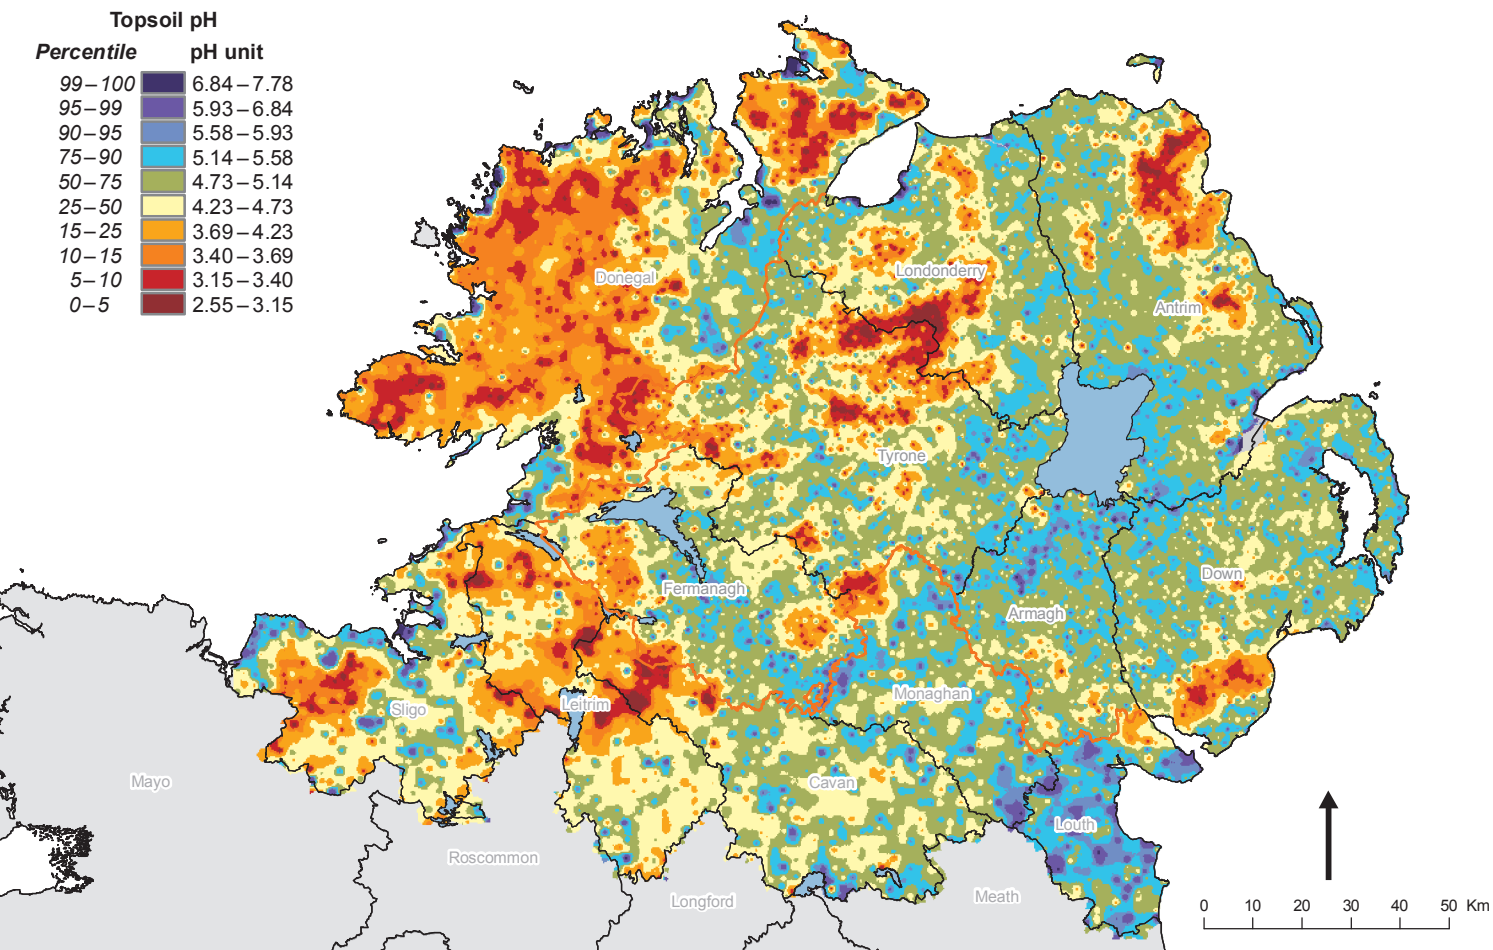 Topsoil pH
Percentile pH unit
99–100 6.84–7.78
95–99 5.93–6.84
90–95 5.58–5.93
75–90 5.14–5.58
50–75 4.73–5.14
25–50 4.23–4.73
15–25 3.69–4.23
10–15 3.40–3.69
5–10 3.15–3.40
0–5 2.55–3.15
Donegal
Londonderry
Antrim
Tyrone
Fermanagh
Down
Armagh
Monaghan
Leitrim
Sligo
Mayo
Cavan
Louth
Roscommon
Longford
Meath
0 10 20 30 40 50 Km